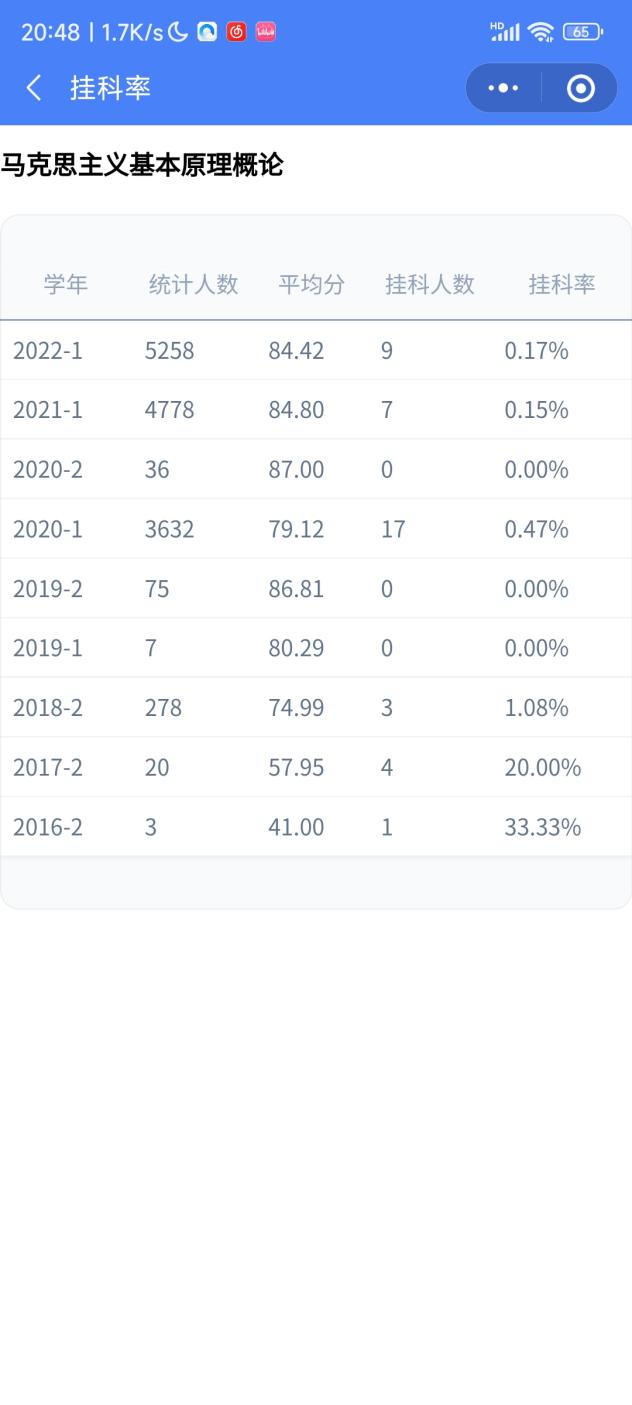 20:48 | 1.7K/s HD 65
挂科率
马克思主义基本原理概论
学年 统计人数 平均分 挂科人数 挂科率
2022-1 5258 84.42 9 0.17%
2021-1 4778 84.80 7 0.15%
2020-2 36 87.00 0 0.00%
2020-1 3632 79.12 17 0.47%
2019-2 75 86.81 0 0.00%
2019-1 7 80.29 0 0.00%
2018-2 278 74.99 3 1.08%
2017-2 20 57.95 4 20.00%
2016-2 3 41.00 1 33.33%